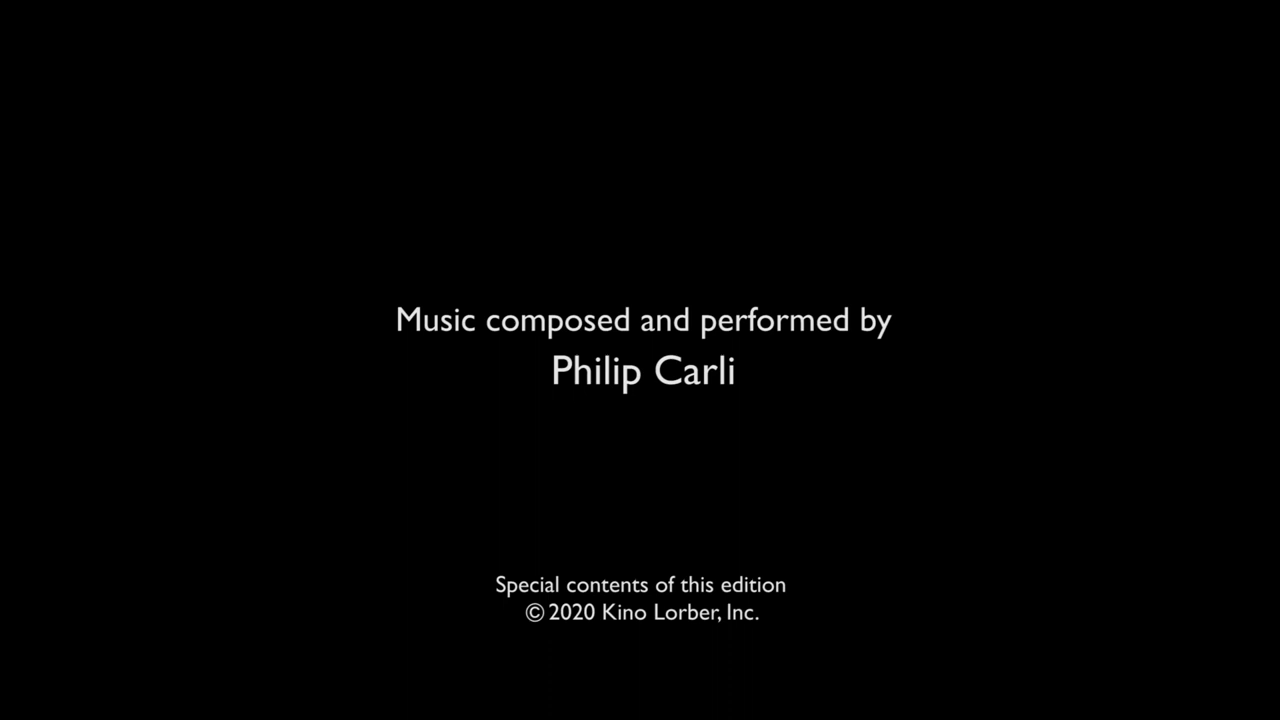 Music composed and performed by
Philip Carli
Special contents of this edition
© 2020 Kino Lorber, Inc.